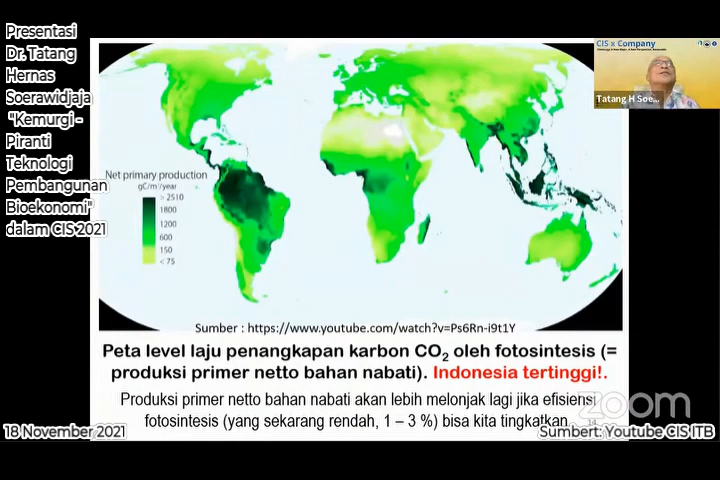 Presentasi
Dr. Tatang
Hernas
Soerawidjaja
"Kemurgi -
Piranti
Teknologi
Pembangunan
Bioekonomi"
dalam CIS 2021
CIS x Company
Tatang H Soe...
Net primary production
gC/m²/year
> 2510
1800
1200
600
150
< 75
Sumber : https://www.youtube.com/watch?v=Ps6Rn-i9t1Y
Peta level laju penangkapan karbon CO₂ oleh fotosintesis (=
produksi primer netto bahan nabati). Indonesia tertinggi!.
Produksi primer netto bahan nabati akan lebih melonjak lagi jika efisiensi
fotosintesis (yang sekarang rendah, 1 – 3 %) bisa kita tingkatkan
zoom
18 November 2021
Sumbert: Youtube CIS ITB